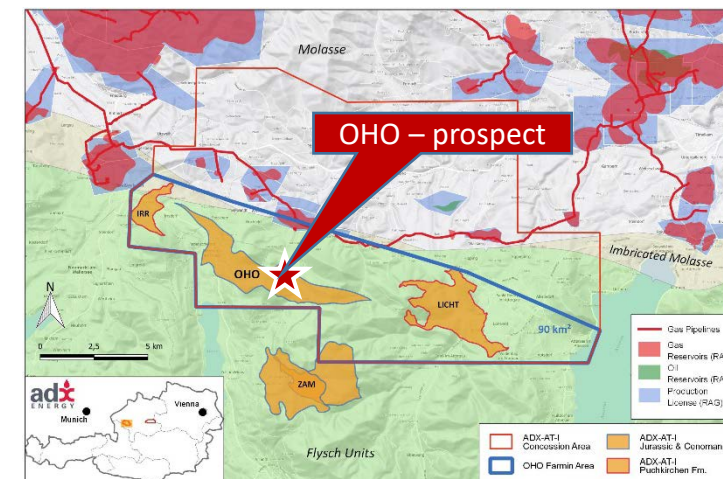 Molasse
OHO – prospect
IRR
OHO
LICHT
Imbricated Molasse
N
90 km²
0 2,5 5 km
ZAM
Flysch Units
Gas Pipelines
Gas
Reservoirs (RA
Oil
Reservoirs (RA
Production
License (RAG)
adx
ENERGY
Munich
Vienna
ADX-AT-I
Concession Area
OHO Farmin Area
ADX-AT-I
Jurassic & Cenoman
ADX-AT-I
Puchkirchen Fm.